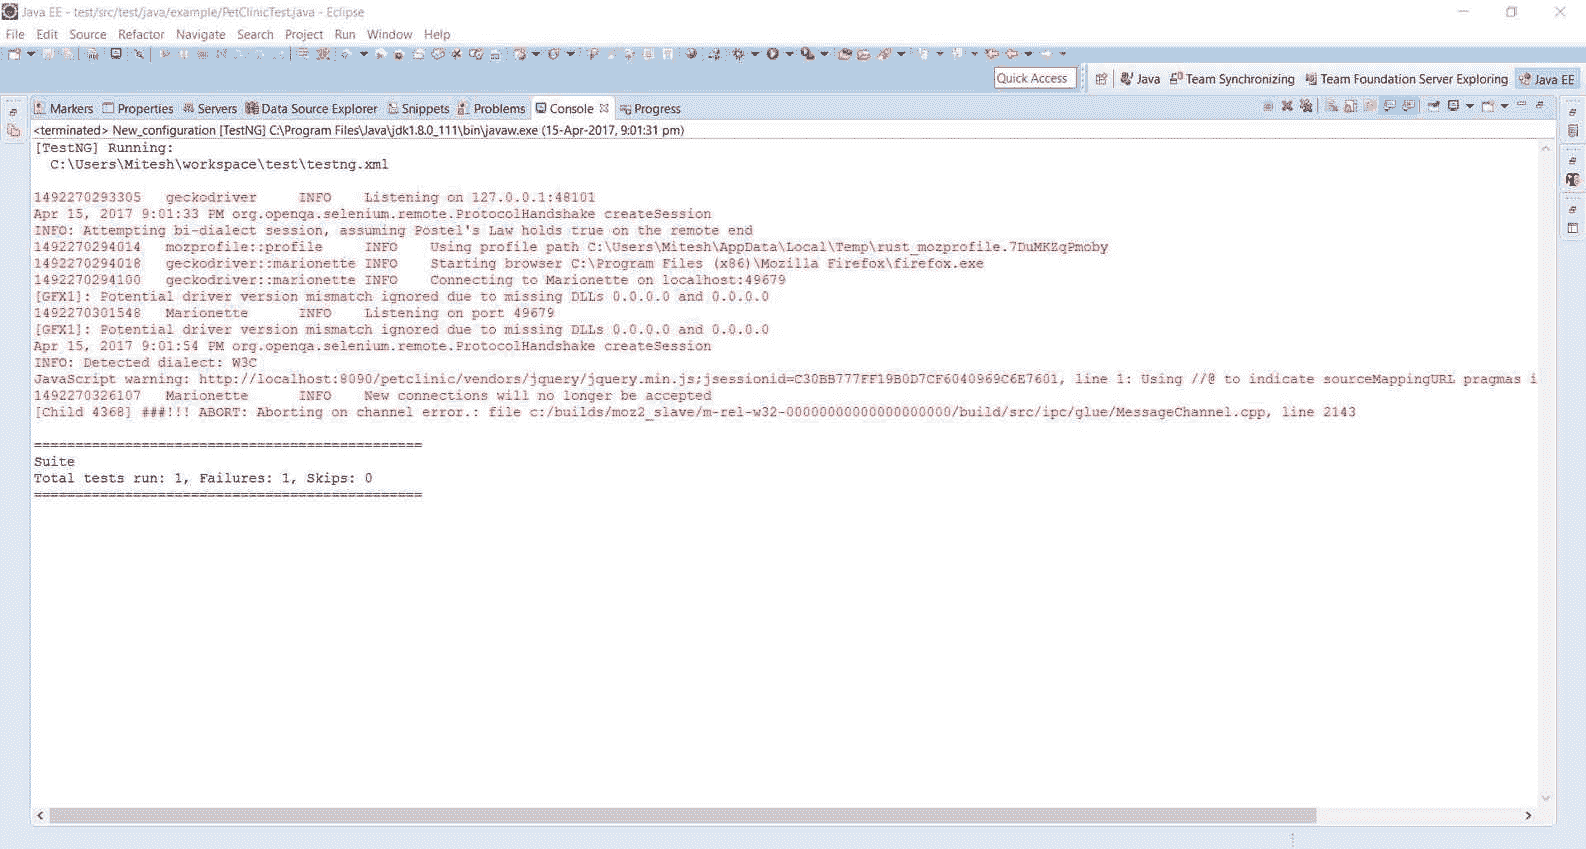 Java EE - test/src/test/java/example/PetClinicTest.java - Eclipse
File Edit Source Refactor Navigate Search Project Run Window Help
Quick Access Java Team Synchronizing Team Foundation Server Exploring Java EE
Markers Properties Servers Data Source Explorer Snippets Problems Console Progress
<terminated> New_configuration [TestNG] C:\Program Files\Java\jdk1.8.0_111\bin\javaw.exe (15-Apr-2017, 9:01:31 pm)
[TestNG] Running:
C:\Users\Mitesh\workspace\test\testng.xml
1492270293305 geckodriver INFO Listening on 127.0.0.1:48101
Apr 15, 2017 9:01:33 PM org.openqa.selenium.remote.ProtocolHandshake createSession
INFO: Attempting bi-dialect session, assuming Postel's Law holds true on the remote end
1492270294014 mozprofile::profile INFO Using profile path C:\Users\Mitesh\AppData\Local\Temp\rust_mozprofile.7DuMKZqPmoby
1492270294018 geckodriver::marionette INFO Starting browser C:\Program Files (x86)\Mozilla Firefox\firefox.exe
1492270294100 geckodriver::marionette INFO Connecting to Marionette on localhost:49679
[GFX1]: Potential driver version mismatch ignored due to missing DLLs 0.0.0.0 and 0.0.0.0
1492270301548 Marionette INFO Listening on port 49679
[GFX1]: Potential driver version mismatch ignored due to missing DLLs 0.0.0.0 and 0.0.0.0
Apr 15, 2017 9:01:54 PM org.openqa.selenium.remote.ProtocolHandshake createSession
INFO: Detected dialect: W3C
JavaScript warning: http://localhost:8090/petclinic/vendors/jquery/jquery.min.js;jsessionid=C30BB777FF19B0D7CF6040969C6E7601, line 1: Using //@ to indicate sourceMappingURL pragmas i
1492270326107 Marionette INFO New connections will no longer be accepted
[Child 4368] ###!!! ABORT: Aborting on channel error.: file c:/builds/moz2_slave/m-rel-w32-00000000000000000000/build/src/ipc/glue/MessageChannel.cpp, line 2143
===============================================
Suite
Total tests run: 1, Failures: 1, Skips: 0
===============================================